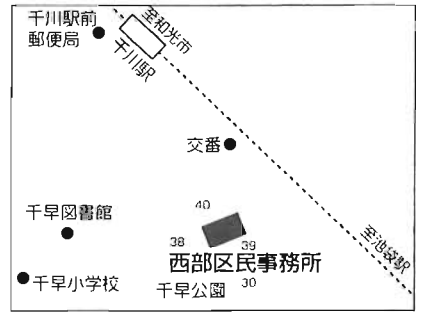 千川駅前
郵便局
至和光市
千川駅
交番
千早図書館
40
38
39
西部区民事務所
至池袋駅
千早小学校
千早公園
30